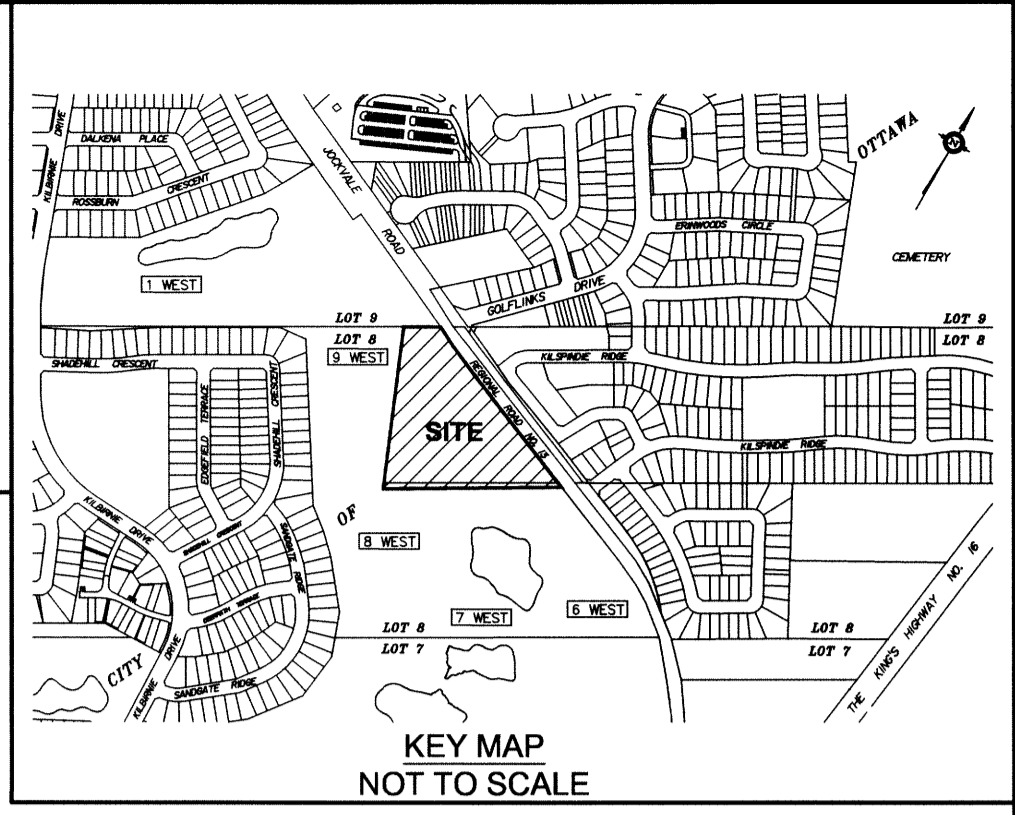 KILBIRNIE DRIVE
DALKENA PLACE
ROSSBURN CRESCENT
JOCKVALE ROAD
OTTAWA
N
ERINWOODS CIRCLE
CEMETERY
1 WEST
GOLFLINKS DRIVE
LOT 9
LOT 8
9 WEST
LOT 9
LOT 8
SHADEHILL CRESCENT
EDGEFIELD TERRACE
SHADEHILL CRESCENT
REGIONAL ROAD NO. 13
KILSPINDIE RIDGE
SITE
KILSPINDIE RIDGE
KILBIRNIE DRIVE
SHADEHILL CRESCENT
SANDGATE RIDGE
OF
8 WEST
THE KING'S HIGHWAY NO. 16
TERRACE
7 WEST
6 WEST
LOT 8
LOT 7
LOT 8
LOT 7
CITY
KILBIRNIE DRIVE
SANDGATE RIDGE
KEY MAP
NOT TO SCALE